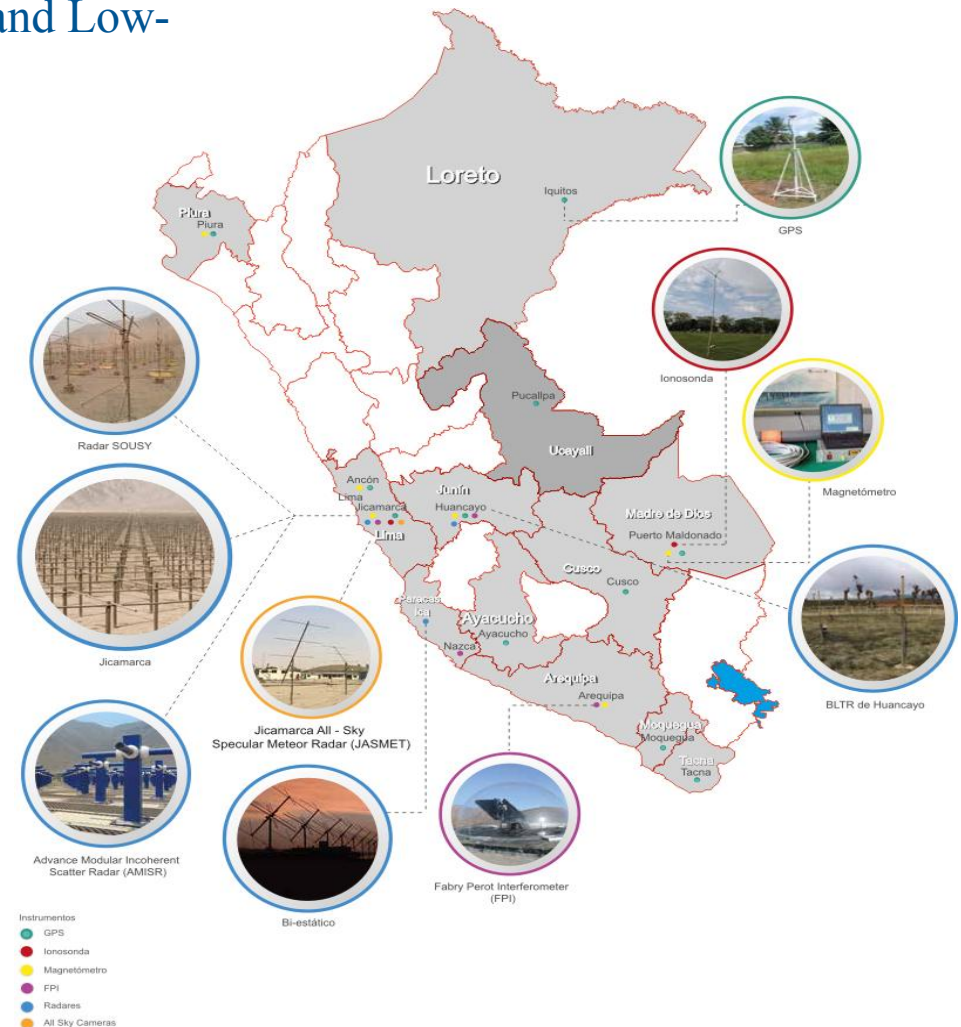 and Low-
Loreto
Iquitos
GPS
Piura
Piura
Ionosonda
Pucallpa
Radar SOUSY
Ucayali
Magnetómetro
Ancón
Lima
Jicamarca
Lima
Junín
Huancayo
Madre de Dios
Puerto Maldonado
Cusco
Cusco
Paracas
Ica
Ayacucho
Ayacucho
Nazca
Jicamarca
Arequipa
Arequipa
BLTR de Huancayo
Jicamarca All - Sky
Specular Meteor Radar (JASMET)
Moquegua
Moquegua
Tacna
Tacna
Advance Modular Incoherent
Scatter Radar (AMISR)
Fabry Perot Interferometer
(FPI)
Bi-estático
Instrumentos
GPS
Ionosonda
Magnetómetro
FPI
Radares
All Sky Cameras